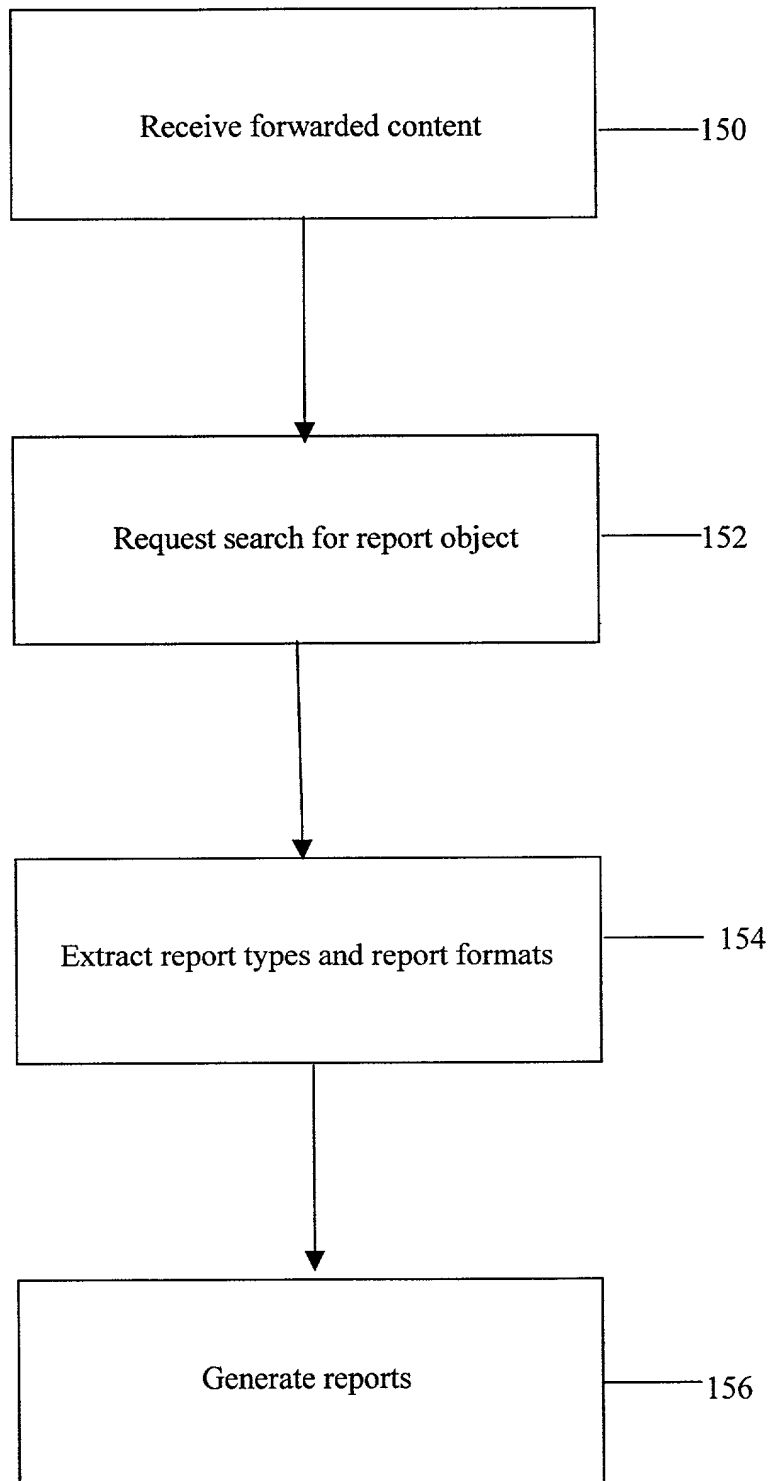 Receive forwarded content
150
Request search for report object
152
Extract report types and report formats
154
Generate reports
156